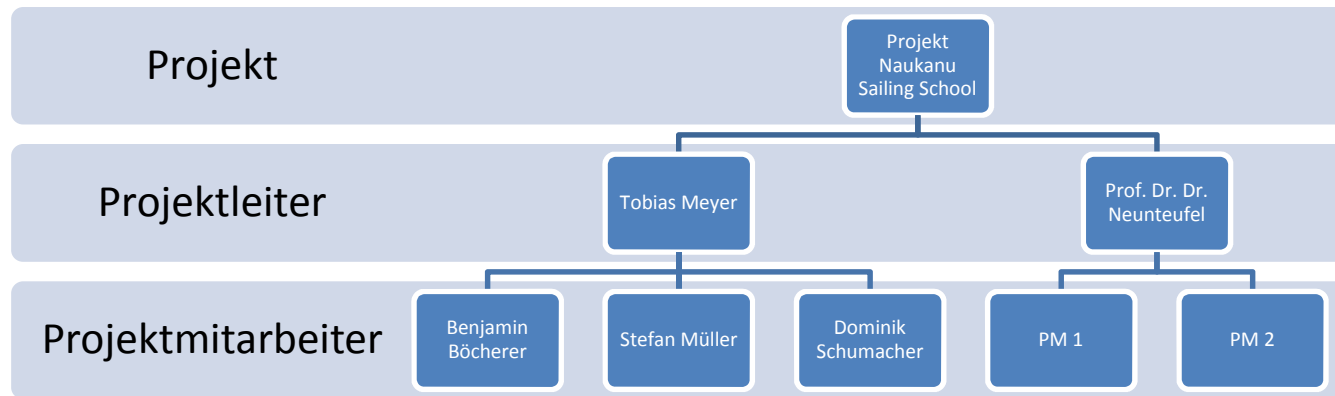 Projekt
Projekt
Naukanu
Sailing School
Projektleiter
Tobias Meyer
Prof. Dr. Dr.
Neunteufel
Projektmitarbeiter
Benjamin
Böcherer
Stefan Müller
Dominik
Schumacher
PM 1
PM 2